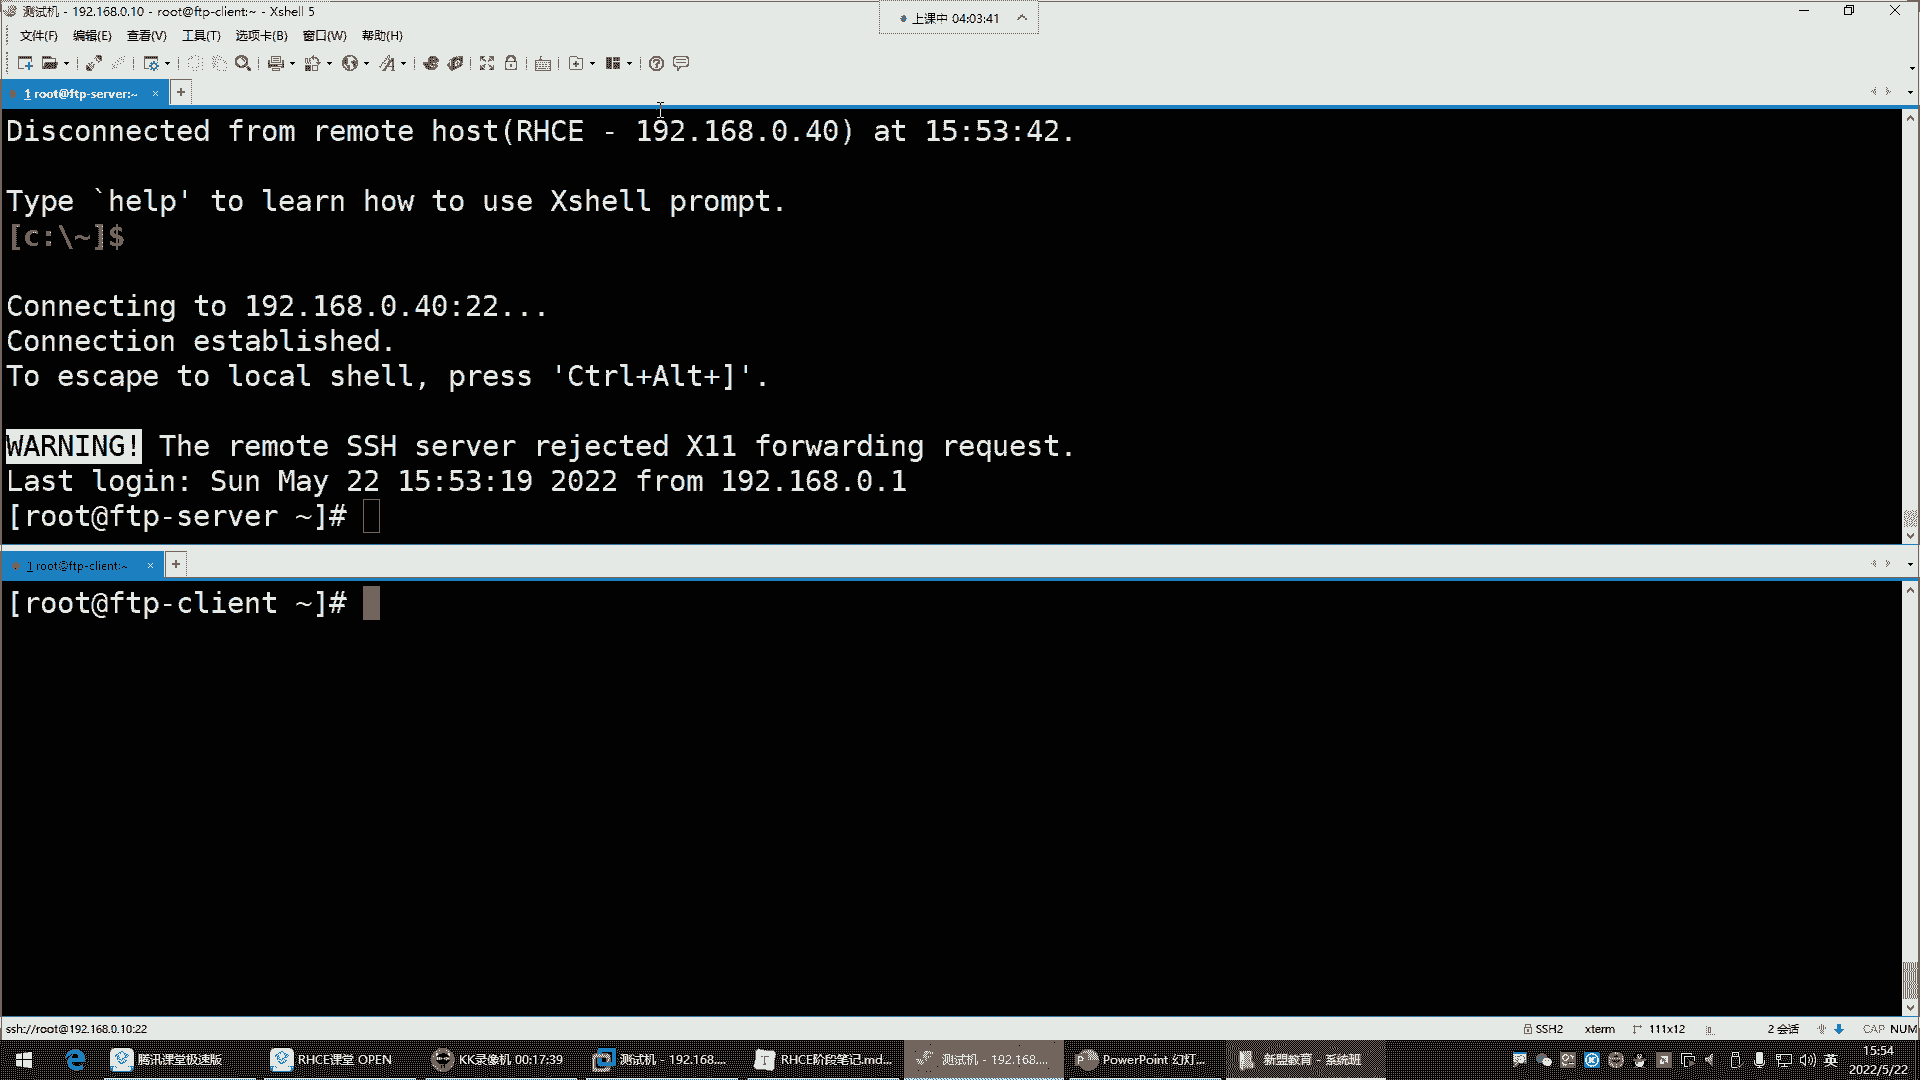 测试机 - 192.168.0.10 - root@ftp-client:~ - Xshell 5
上课中 04:03:41
文件(F) 编辑(E) 查看(V) 工具(T) 选项卡(B) 窗口(W) 帮助(H)
1 root@ftp-server:~
Disconnected from remote host(RHCE - 192.168.0.40) at 15:53:42.
Type `help' to learn how to use Xshell prompt.
[c:\~]$
Connecting to 192.168.0.40:22...
Connection established.
To escape to local shell, press 'Ctrl+Alt+]'.
WARNING! The remote SSH server rejected X11 forwarding request.
Last login: Sun May 22 15:53:19 2022 from 192.168.0.1
[root@ftp-server ~]#
1 root@ftp-client:~
[root@ftp-client ~]#
ssh://root@192.168.0.10:22 SSH2 xterm 111x12 2 会话 CAP NUM
腾讯课堂极速版 RHCE课堂 OPEN KK录像机 00:17:39 测试机 - 192.168.... RHCE阶段笔记.md... 测试机 - 192.168.... PowerPoint 幻灯... 新盟教育 - 系统班 英 15:54
2022/5/22